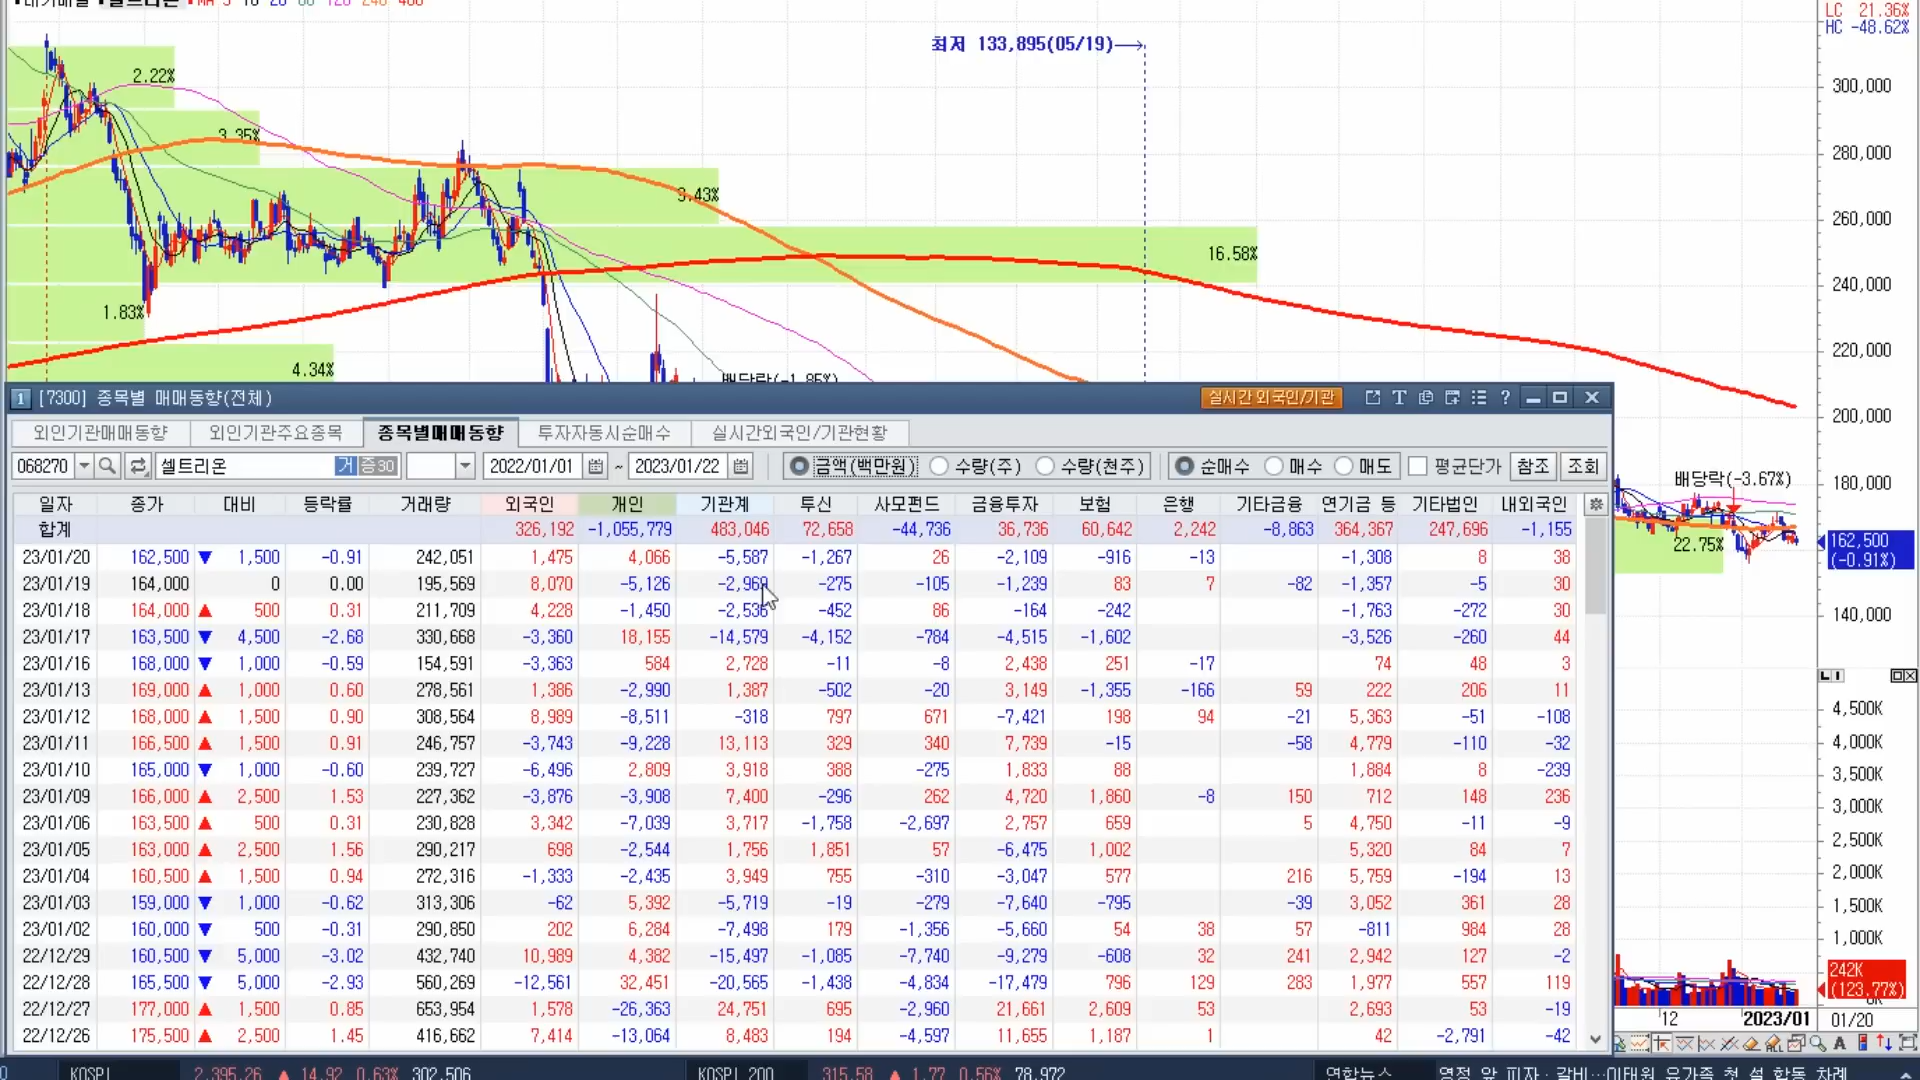 5 10 20 60 120 240 480
LC 21.36%
HC -48.62%
최저 133,895(05/19)
2.22%
3.35%
3.43%
16.58%
1.83%
4.34%
배당락(-1.85%)
300,000
280,000
260,000
240,000
220,000
200,000
180,000
140,000
배당락(-3.67%)
22.75%
162,500
(-0.91%)
1 [7300] 종목별 매매동향(전체) 실시간 외국인/기관 T ?
외인기관매매동향 외인기관주요종목 종목별매매동향 투자자동시순매수 실시간외국인/기관현황
068270 셀트리온 거 증30 2022/01/01 ~ 2023/01/22 금액(백만원) 수량(주) 수량(천주) 순매수 매수 매도 평균단가 참조 조회
일자 종가 대비 등락률 거래량 외국인 개인 기관계 투신 사모펀드 금융투자 보험 은행 기타금융 연기금 등 기타법인 내외국인
합계 326,192 -1,055,779 483,046 72,658 -44,736 36,736 60,642 2,242 -8,863 364,367 247,696 -1,155
23/01/20 162,500 ▼ 1,500 -0.91 242,051 1,475 4,066 -5,587 -1,267 26 -2,109 -916 -13 -1,308 8 38
23/01/19 164,000 0 0.00 195,569 8,070 -5,126 -2,969 -275 -105 -1,239 83 7 -82 -1,357 -5 30
23/01/18 164,000 ▲ 500 0.31 211,709 4,228 -1,450 -2,536 -452 86 -164 -242 -1,763 -272 30
23/01/17 163,500 ▼ 4,500 -2.68 330,668 -3,360 18,155 -14,579 -4,152 -784 -4,515 -1,602 -3,526 -260 44
23/01/16 168,000 ▼ 1,000 -0.59 154,591 -3,363 584 2,728 -11 -8 2,438 251 -17 74 48 3
23/01/13 169,000 ▲ 1,000 0.60 278,561 1,386 -2,990 1,387 -502 -20 3,149 -1,355 -166 59 222 206 11
23/01/12 168,000 ▲ 1,500 0.90 308,564 8,989 -8,511 -318 797 671 -7,421 198 94 -21 5,363 -51 -108
23/01/11 166,500 ▲ 1,500 0.91 246,757 -3,743 -9,228 13,113 329 340 7,739 -15 -58 4,779 -110 -32
23/01/10 165,000 ▼ 1,000 -0.60 239,727 -6,496 2,809 3,918 388 -275 1,833 88 1,884 8 -239
23/01/09 166,000 ▲ 2,500 1.53 227,362 -3,876 -3,908 7,400 -296 262 4,720 1,860 -8 150 712 148 236
23/01/06 163,500 ▲ 500 0.31 230,828 3,342 -7,039 3,717 -1,758 -2,697 2,757 659 5 4,750 -11 -9
23/01/05 163,000 ▲ 2,500 1.56 290,217 698 -2,544 1,756 1,851 57 -6,475 1,002 5,320 84 7
23/01/04 160,500 ▲ 1,500 0.94 272,316 -1,333 -2,435 3,949 755 -310 -3,047 577 216 5,759 -194 13
23/01/03 159,000 ▼ 1,000 -0.62 313,306 -62 5,392 -5,719 -19 -279 -7,640 -795 -39 3,052 361 28
23/01/02 160,000 ▼ 500 -0.31 290,850 202 6,284 -7,498 179 -1,356 -5,660 54 38 57 -811 984 28
22/12/29 160,500 ▼ 5,000 -3.02 432,740 10,989 4,382 -15,497 -1,085 -7,740 -9,279 -608 32 241 2,942 127 -2
22/12/28 165,500 ▼ 5,000 -2.93 560,269 -12,561 32,451 -20,565 -1,438 -4,834 -17,479 796 129 283 1,977 557 119
22/12/27 177,000 ▲ 1,500 0.85 653,954 1,578 -26,363 24,751 695 -2,960 21,661 2,609 53 2,693 53 -19
22/12/26 175,500 ▲ 2,500 1.45 416,662 7,414 -13,064 8,483 194 -4,597 11,655 1,187 1 42 -2,791 -42
4,500K
4,000K
3,500K
3,000K
2,500K
2,000K
1,500K
1,000K
242K
(123.77%)
12 2023/01 01/20
KOSPI 2,395.26 ▲ 14.92 0.63% 302,506 KOSPI 200 315.58 ▲ 1.77 0.56% 78,972 연합뉴스 영정 앞 피자·갈비…이태원 유가족 첫 설 합동 차례